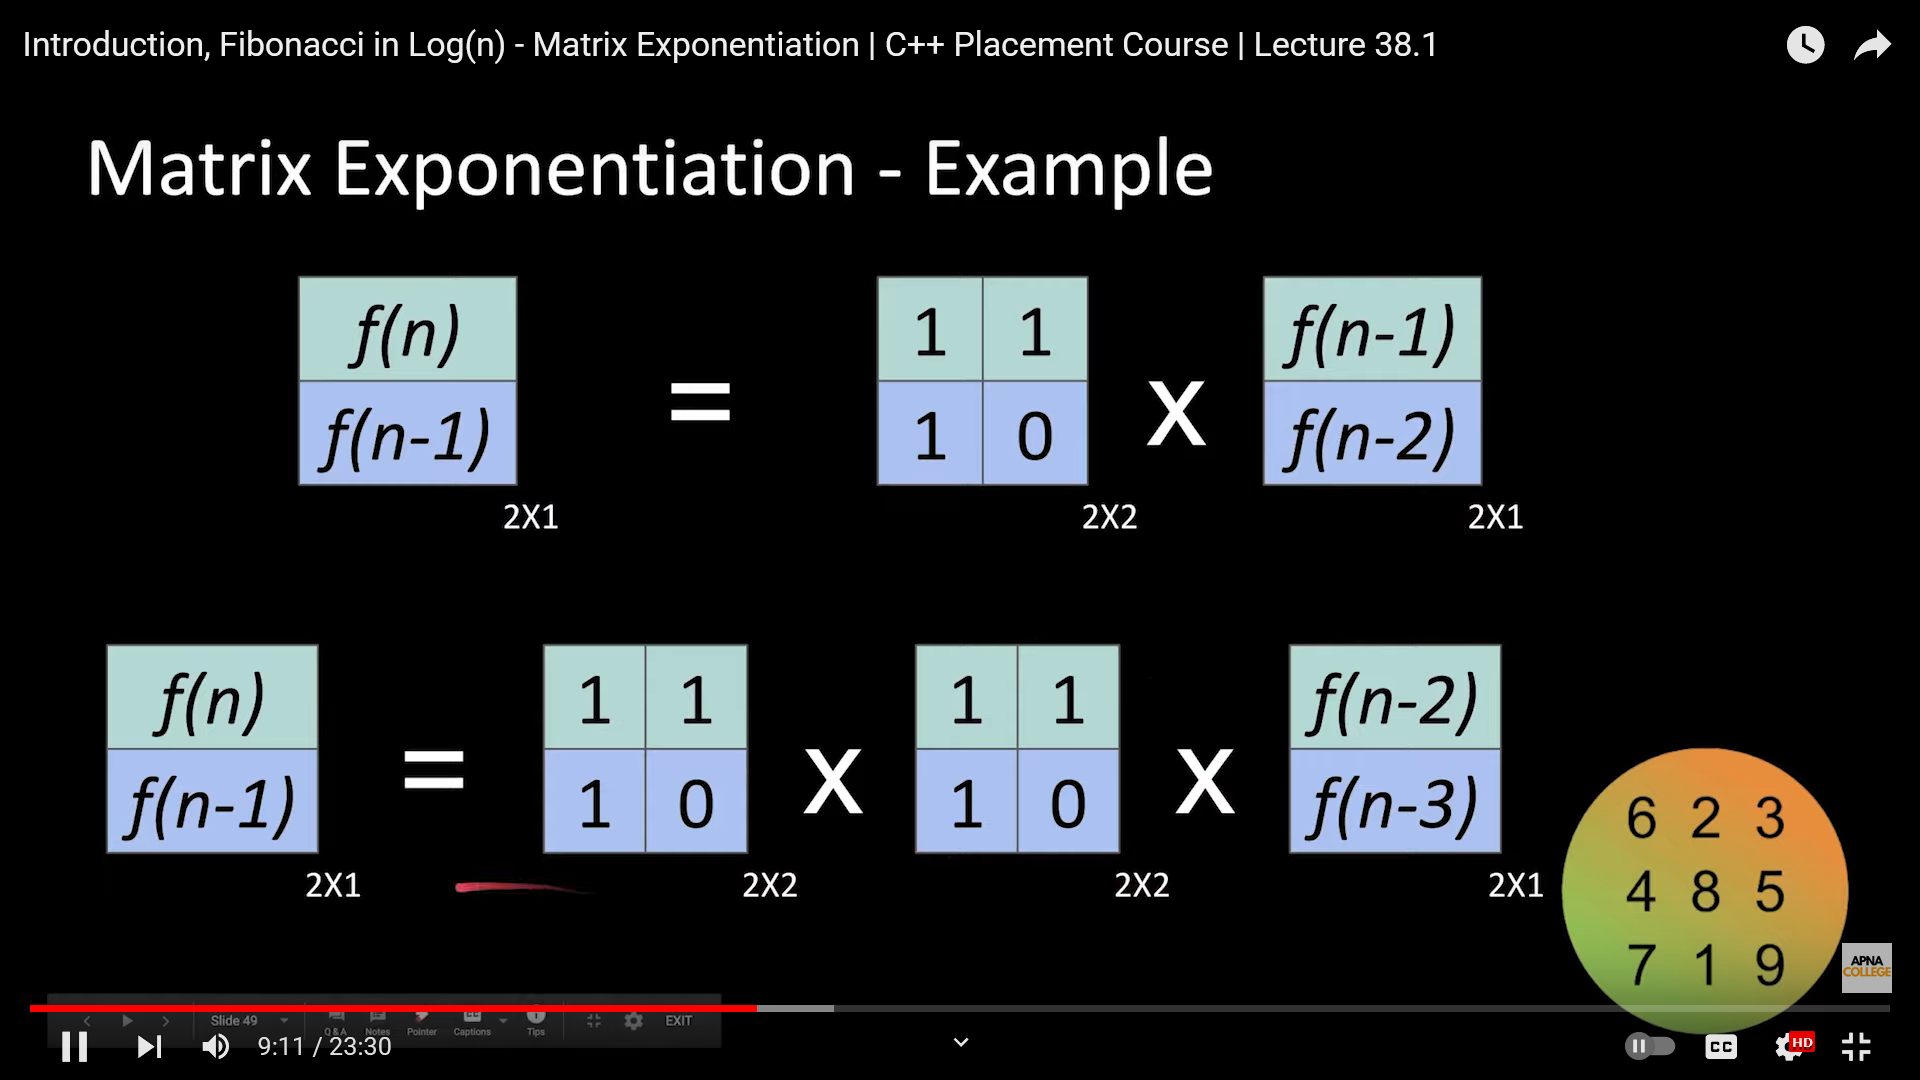 Introduction, Fibonacci in Log(n) - Matrix Exponentiation | C++ Placement Course | Lecture 38.1
Matrix Exponentiation - Example
f(n) 1 1 f(n-1)
= x
f(n-1) 1 0 f(n-2)
2X1 2X2 2X1
f(n) 1 1 1 1 f(n-2)
= x x
f(n-1) 1 0 1 0 f(n-3)
2X1 2X2 2X2 2X1
6 2 3
4 8 5
7 1 9
APNA
COLLEGE
Slide 49 Q & A Notes Pointer Captions Tips EXIT
9:11 / 23:30 CC HD